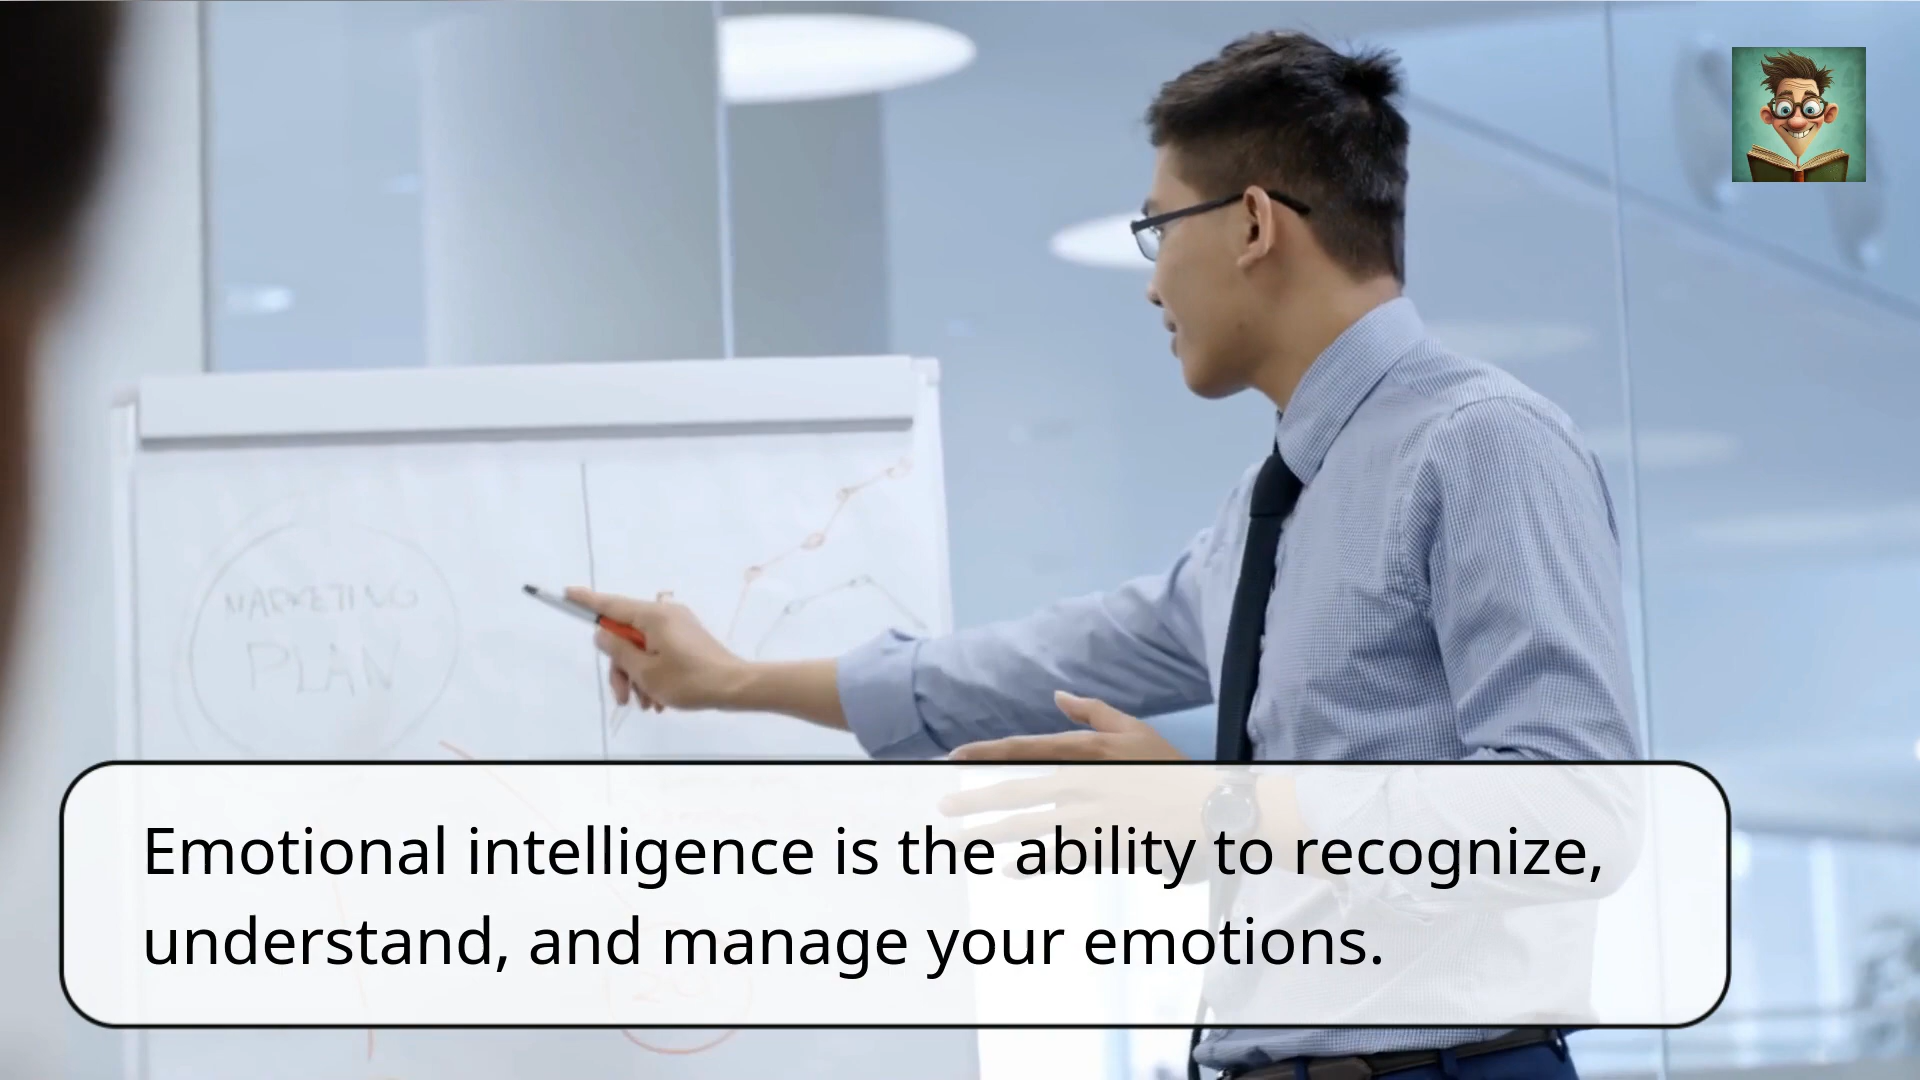 MARKETING
PLAN
Emotional intelligence is the ability to recognize,
understand, and manage your emotions.